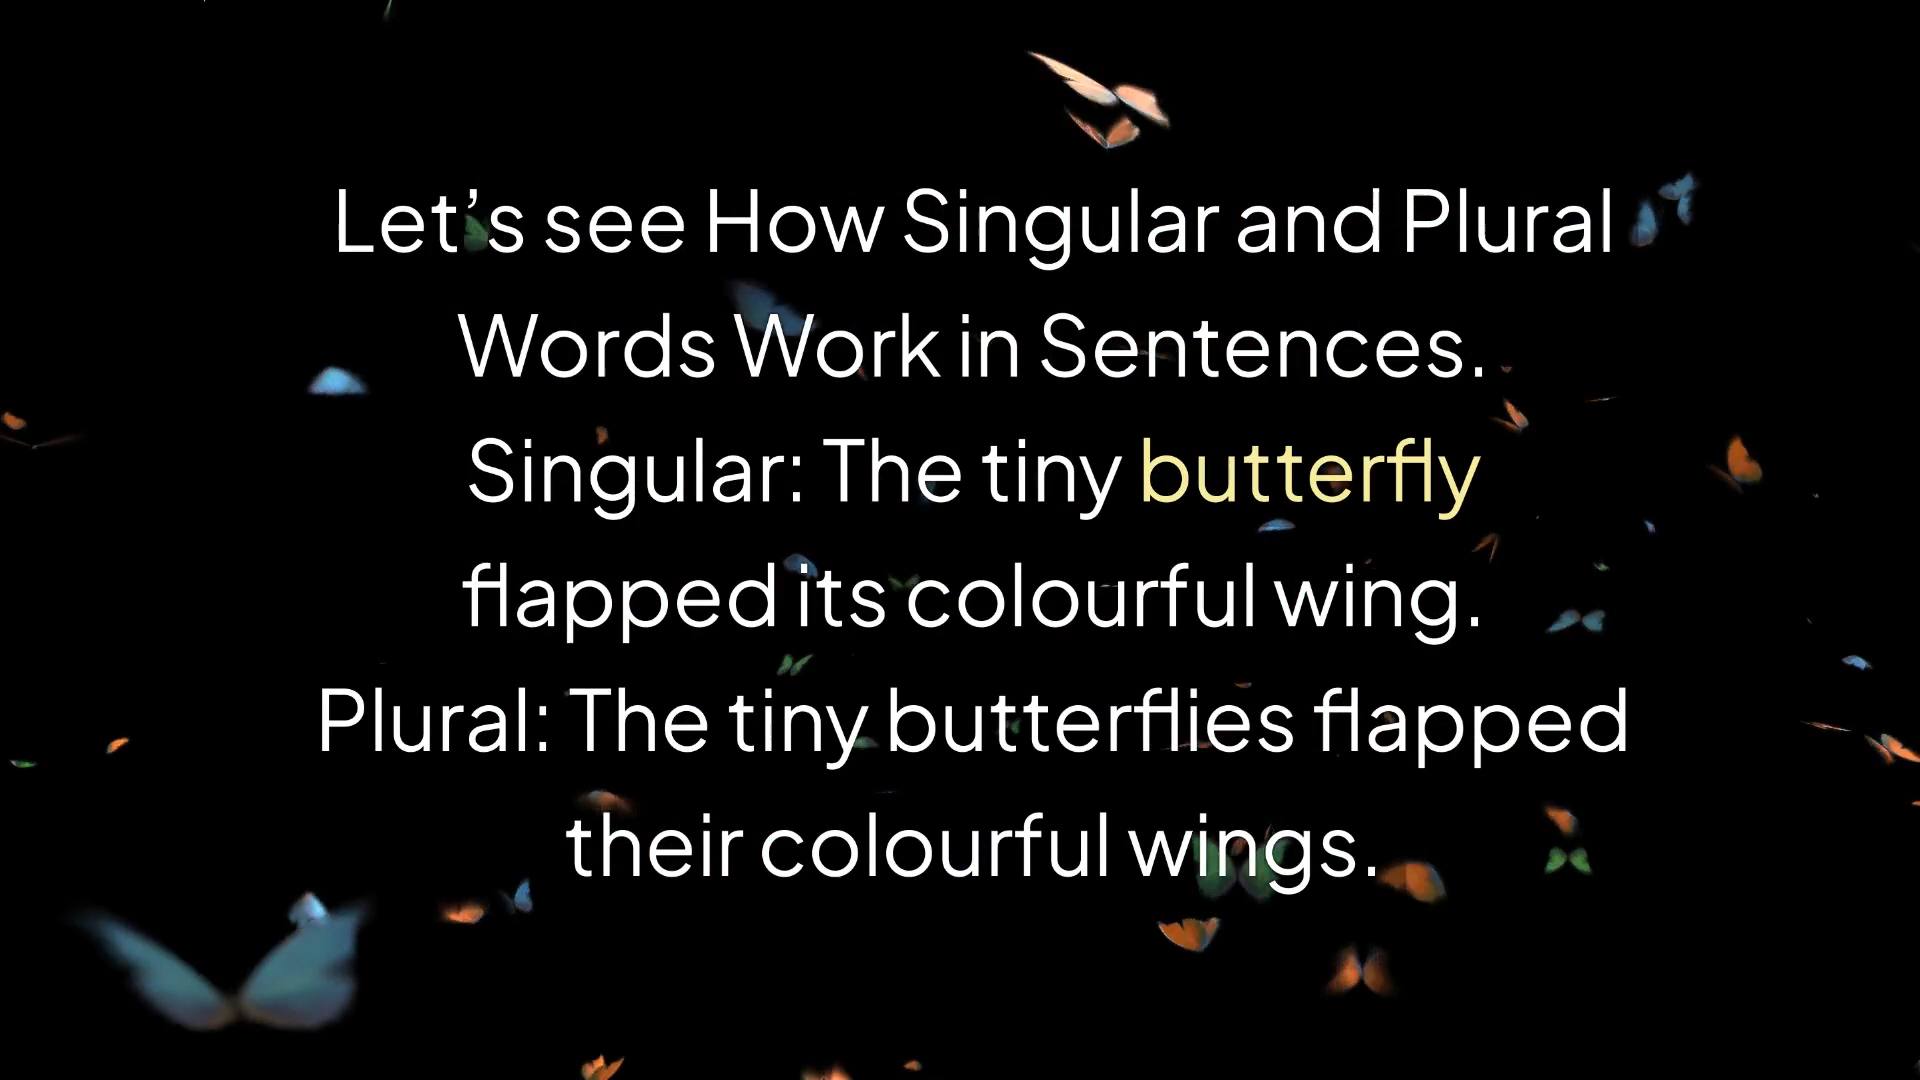 Let’s see How Singular and Plural
Words Work in Sentences.
Singular: The tiny butterfly
flapped its colourful wing.
Plural: The tiny butterflies flapped
their colourful wings.